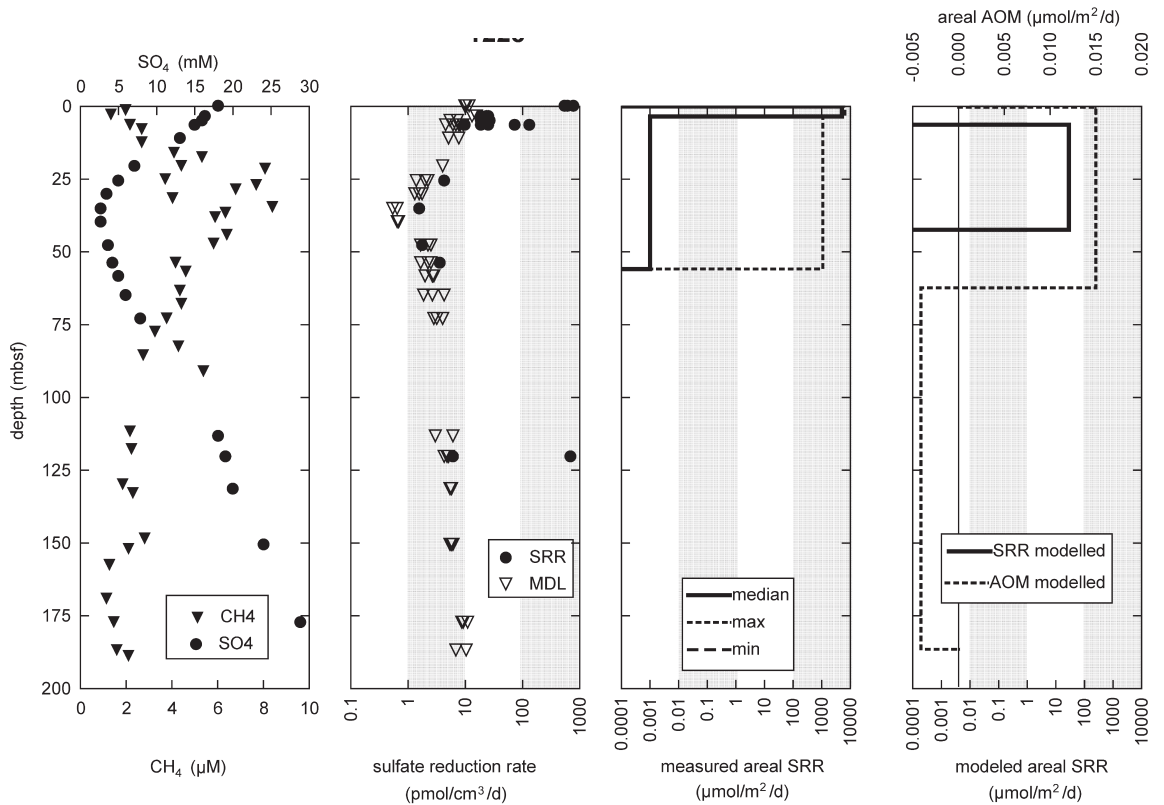 SO4 (mM)
0 5 10 15 20 25 30
areal AOM (µmol/m2/d)
-0.005 0.000 0.005 0.010 0.015 0.020
depth (mbsf)
0
25
50
75
100
125
150
175
200
CH4
SO4
0 2 4 6 8 10
CH4 (µM)
SRR
MDL
0.1 1 10 100 1000
sulfate reduction rate
(pmol/cm3/d)
median
max
min
0.0001 0.001 0.01 0.1 1 10 100 1000 10000
measured areal SRR
(µmol/m2/d)
SRR modelled
AOM modelled
0.0001 0.001 0.01 0.1 1 10 100 1000 10000
modeled areal SRR
(µmol/m2/d)